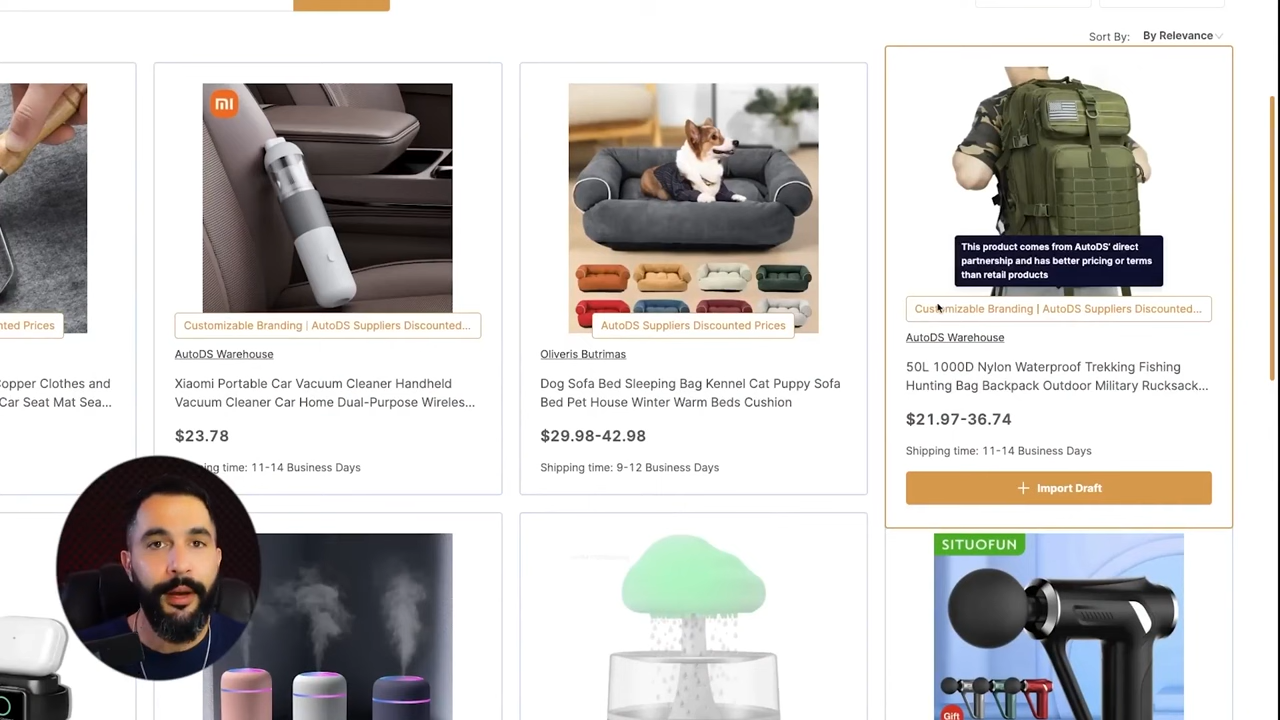 Sort By: By Relevance
mi
This product comes from AutoDS' direct
partnership and has better pricing or terms
than retail products
nted Prices
Customizable Branding | AutoDS Suppliers Discounted...
AutoDS Suppliers Discounted Prices
Customizable Branding | AutoDS Suppliers Discounted...
AutoDS Warehouse
Oliveris Butrimas
AutoDS Warehouse
opper Clothes and
Car Seat Mat Sea...
Xiaomi Portable Car Vacuum Cleaner Handheld
Vacuum Cleaner Car Home Dual-Purpose Wireles...
Dog Sofa Bed Sleeping Bag Kennel Cat Puppy Sofa
Bed Pet House Winter Warm Beds Cushion
50L 1000D Nylon Waterproof Trekking Fishing
Hunting Bag Backpack Outdoor Military Rucksack...
$23.78
$29.98-42.98
$21.97-36.74
ing time: 11-14 Business Days
Shipping time: 9-12 Business Days
Shipping time: 11-14 Business Days
+ Import Draft
SITUOFUN
Gift